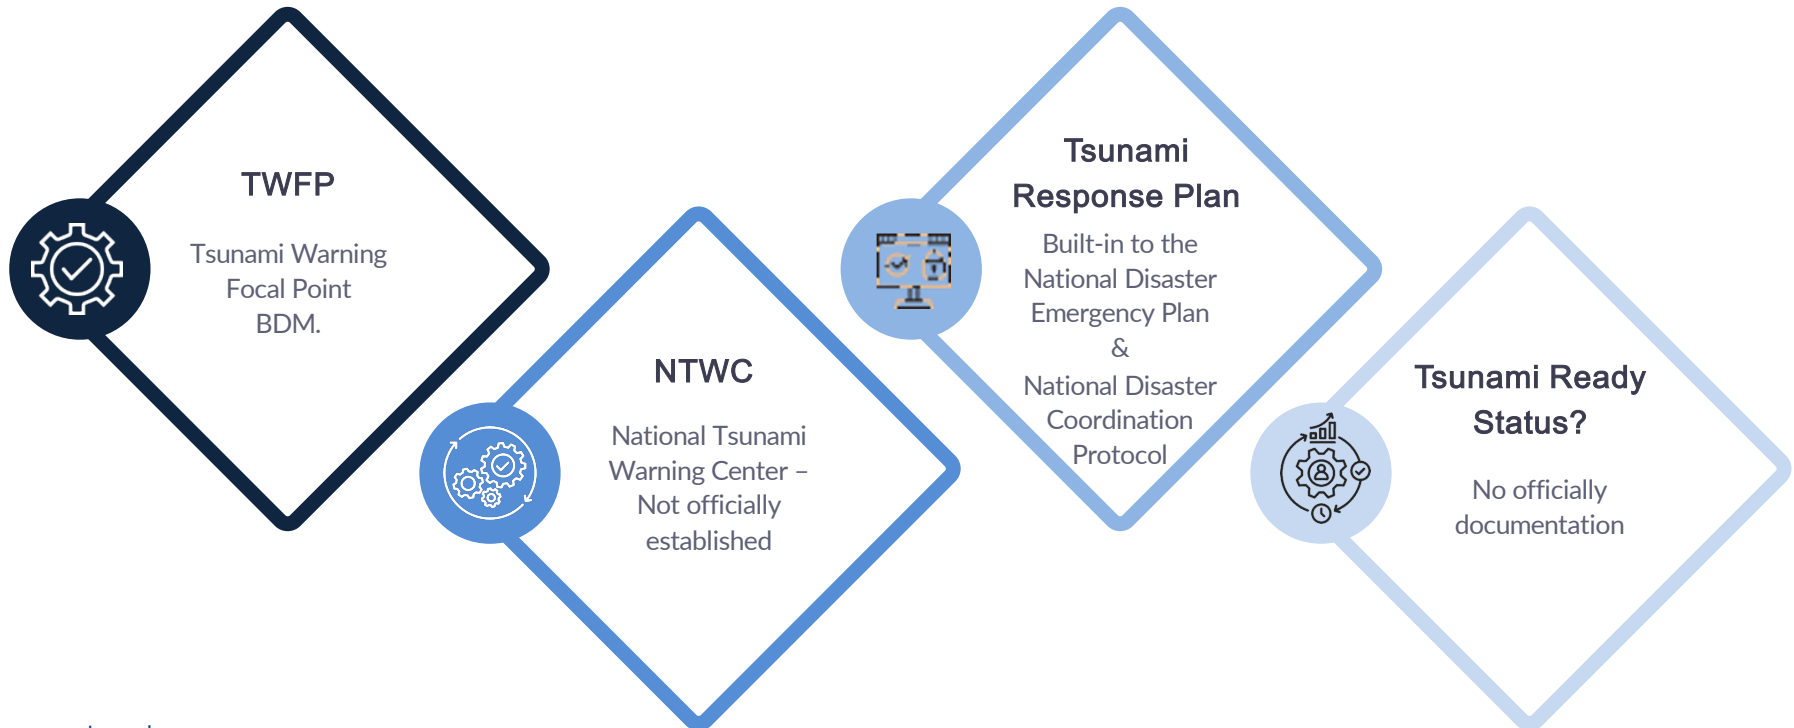 TWFP
Tsunami Warning
Focal Point
BDM.
NTWC
National Tsunami
Warning Center –
Not officially
established
Tsunami
Response Plan
Built-in to the
National Disaster
Emergency Plan
&
National Disaster
Coordination
Protocol
Tsunami Ready
Status?
No officially
documentation